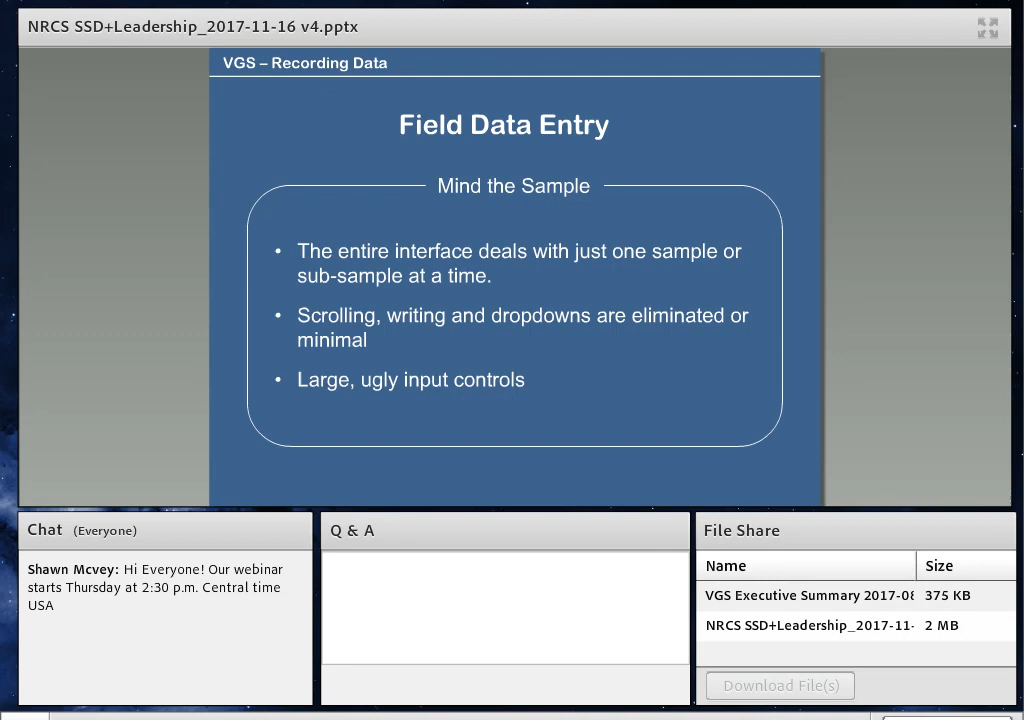 NRCS SSD+Leadership_2017-11-16 v4.pptx
VGS – Recording Data
Field Data Entry
Mind the Sample
• The entire interface deals with just one sample or
sub-sample at a time.
• Scrolling, writing and dropdowns are eliminated or
minimal
• Large, ugly input controls
Chat (Everyone)
Shawn Mcvey: Hi Everyone! Our webinar
starts Thursday at 2:30 p.m. Central time
USA
Q & A
File Share
Name Size
VGS Executive Summary 2017-08 375 KB
NRCS SSD+Leadership_2017-11- 2 MB
Download File(s)